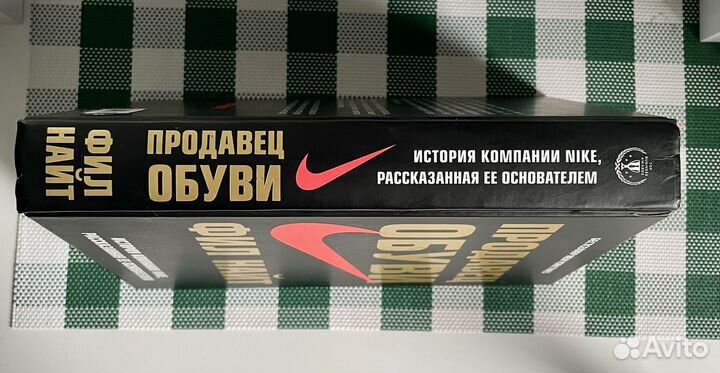 ФИЛ
НАЙТ
ПРОДАВЕЦ
ОБУВИ
ИСТОРИЯ КОМПАНИИ NIKE,
РАССКАЗАННАЯ ЕЕ ОСНОВАТЕЛЕМ
ПРОДАВЕЦ
ОБУВИ
ФИЛ НАЙТ
Avito